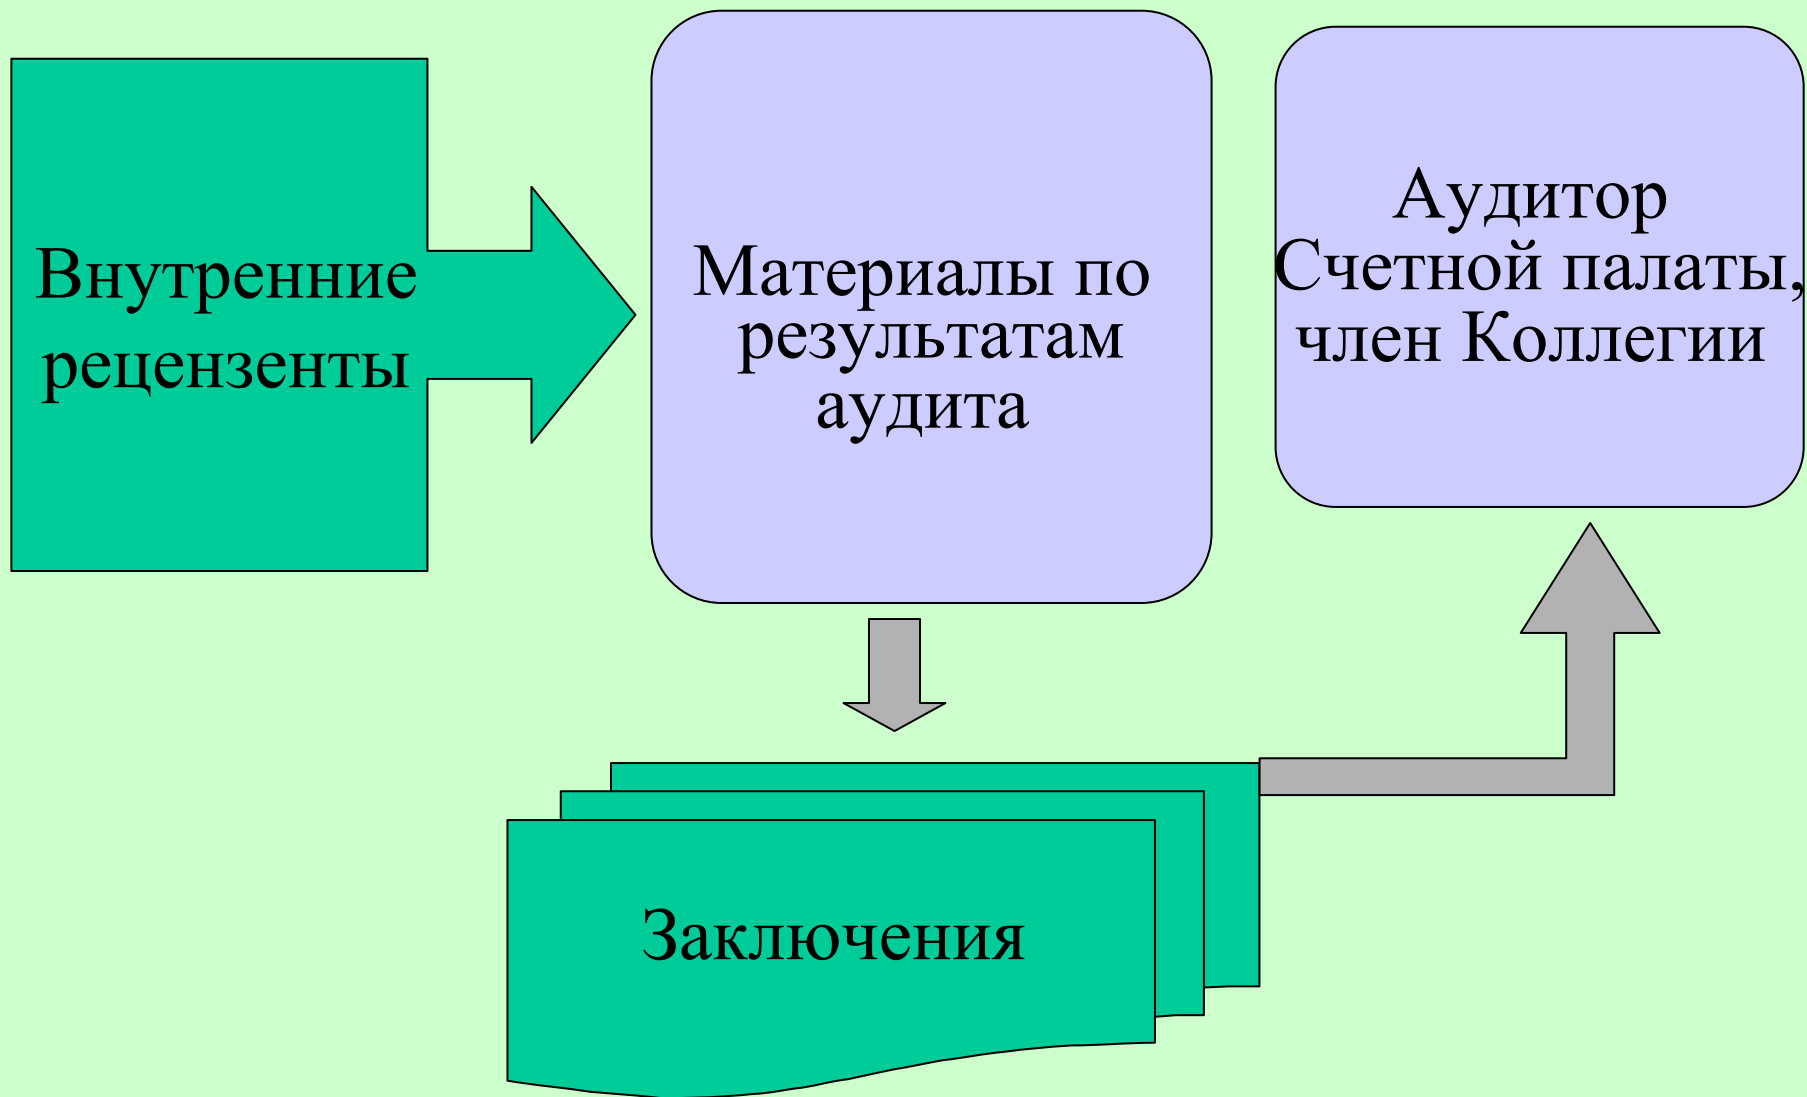 Внутренние
рецензенты
Материалы по
результатам
аудита
Аудитор
Счетной палаты,
член Коллегии
Заключения